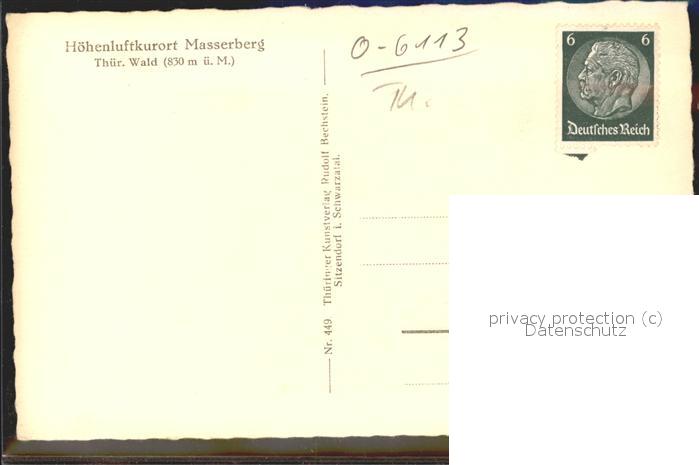 Höhenluftkurort Masserberg
Thür. Wald (830 m ü. M.)
O-6113
Th.
6 6
Deutsches Reich
Nr. 449 Thüringer Kunstverlag Rudolf Bechstein,
Sitzendorf i. Schwarzatal.
privacy protection (c)
Datenschutz